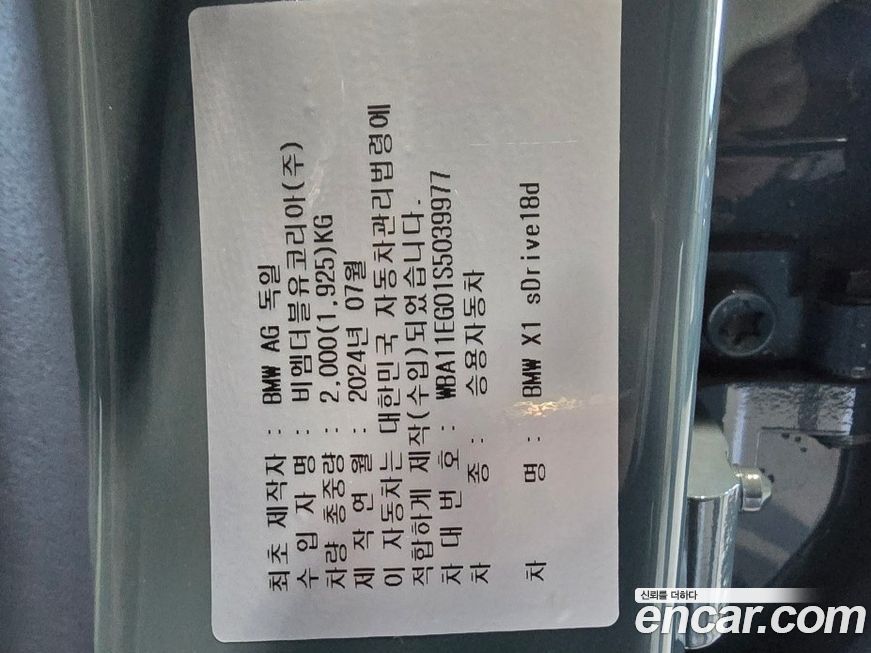 최초 제작자 : BMW AG 독일
수 입 자 명 : 비엠더블유코리아(주)
차량 총중량 : 2,000(1,925)KG
제 작 연 월 : 2024년 07월
이 자동차는 대한민국 자동차관리법령에
적합하게 제작(수입)되었습니다.
차 대 번 호 : WBA11EG01S5039977
차 종 : 승용자동차
차 명 : BMW X1 sDrive18d
신뢰를 더하다
encar.com